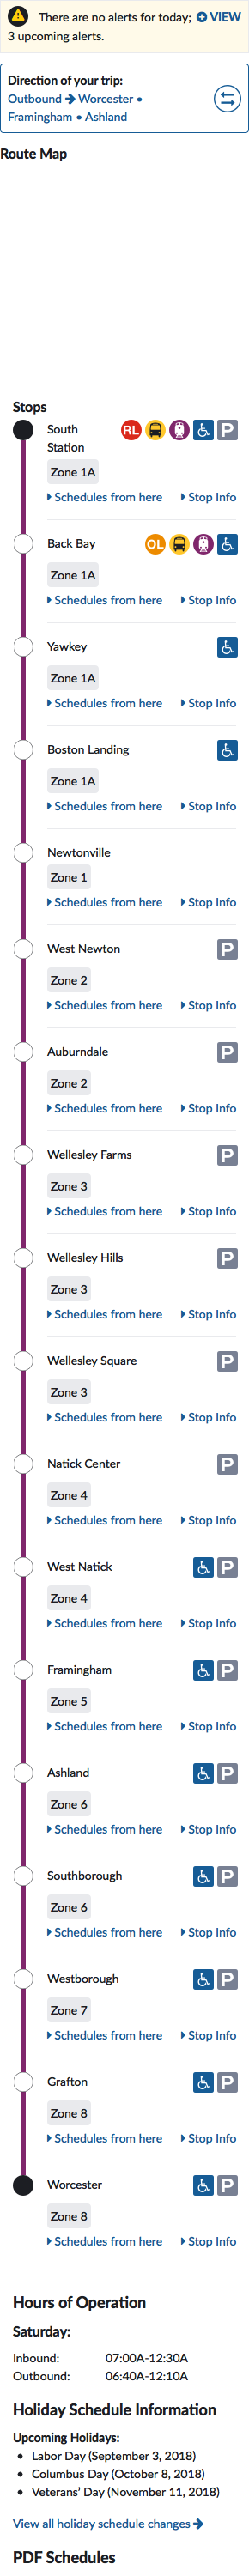 There are no alerts for today; VIEW
3 upcoming alerts.
Direction of your trip:
Outbound → Worcester •
Framingham • Ashland
Route Map
Stops
South RL P
Station
Zone 1A
Schedules from here Stop Info
Back Bay OL
Zone 1A
Schedules from here Stop Info
Yawkey
Zone 1A
Schedules from here Stop Info
Boston Landing
Zone 1A
Schedules from here Stop Info
Newtonville
Zone 1
Schedules from here Stop Info
West Newton P
Zone 2
Schedules from here Stop Info
Auburndale P
Zone 2
Schedules from here Stop Info
Wellesley Farms P
Zone 3
Schedules from here Stop Info
Wellesley Hills P
Zone 3
Schedules from here Stop Info
Wellesley Square P
Zone 3
Schedules from here Stop Info
Natick Center P
Zone 4
Schedules from here Stop Info
West Natick P
Zone 4
Schedules from here Stop Info
Framingham P
Zone 5
Schedules from here Stop Info
Ashland P
Zone 6
Schedules from here Stop Info
Southborough P
Zone 6
Schedules from here Stop Info
Westborough P
Zone 7
Schedules from here Stop Info
Grafton P
Zone 8
Schedules from here Stop Info
Worcester P
Zone 8
Schedules from here Stop Info
Hours of Operation
Saturday:
Inbound: 07:00A-12:30A
Outbound: 06:40A-12:10A
Holiday Schedule Information
Upcoming Holidays:
• Labor Day (September 3, 2018)
• Columbus Day (October 8, 2018)
• Veterans’ Day (November 11, 2018)
View all holiday schedule changes →
PDF Schedules